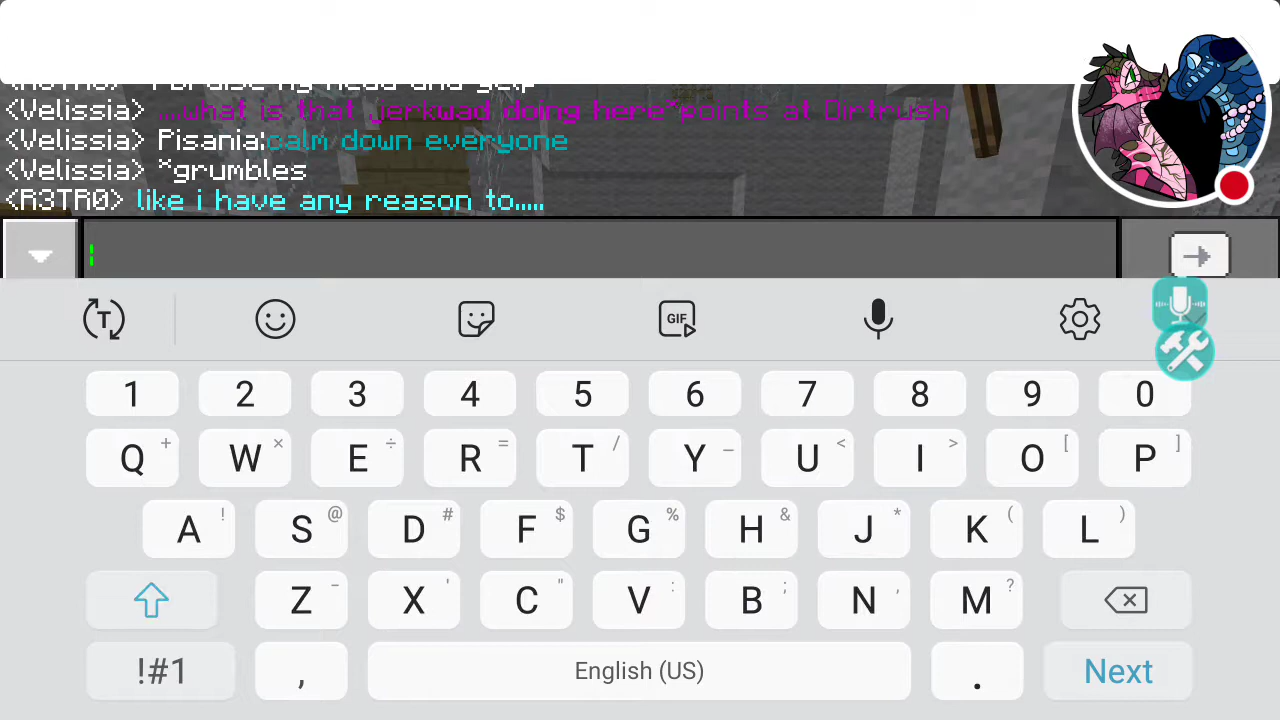 <Velissia> ....what is that jerkwad doing here*points at Dirtrush
<Velissia> Pisania:calm down everyone
<Velissia> *grumbles
<R3TR0> like i have any reason to.....
GIF
1 2 3 4 5 6 7 8 9 0
Q + W × E ÷ R = T / Y _ U < I > O [ P ]
A ! S @ D # F $ G % H & J * K ( L )
Z - X ' C " V : B ; N , M ?
!#1 , English (US) . Next